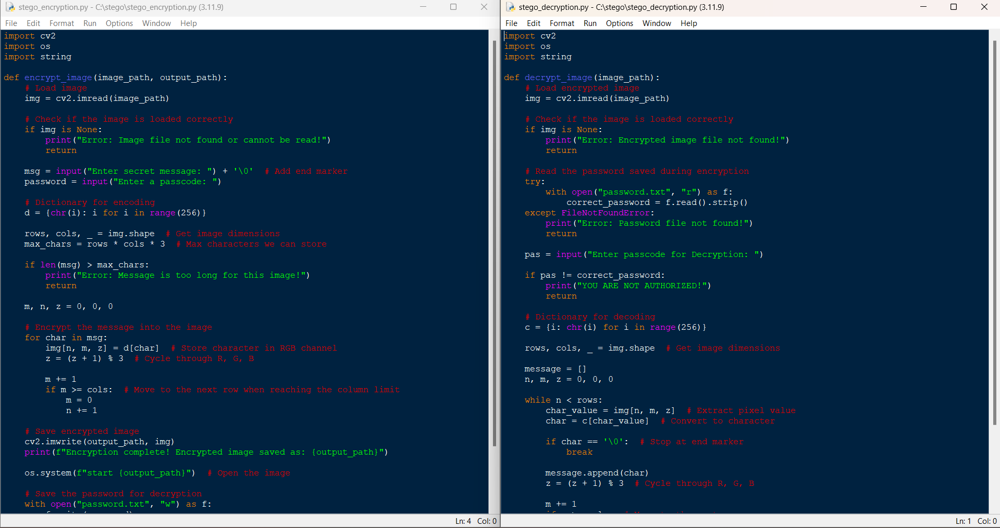 stego_encryption.py - C:\stego\stego_encryption.py (3.11.9)
File Edit Format Run Options Window Help
import cv2
import os
import string

def encrypt_image(image_path, output_path):
    # Load image
    img = cv2.imread(image_path)

    # Check if the image is loaded correctly
    if img is None:
        print("Error: Image file not found or cannot be read!")
        return

    msg = input("Enter secret message: ") + '\0'  # Add end marker
    password = input("Enter a passcode: ")

    # Dictionary for encoding
    d = {chr(i): i for i in range(256)}

    rows, cols, _ = img.shape  # Get image dimensions
    max_chars = rows * cols * 3  # Max characters we can store

    if len(msg) > max_chars:
        print("Error: Message is too long for this image!")
        return

    m, n, z = 0, 0, 0

    # Encrypt the message into the image
    for char in msg:
        img[n, m, z] = d[char]  # Store character in RGB channel
        z = (z + 1) % 3  # Cycle through R, G, B

        m += 1
        if m >= cols:  # Move to the next row when reaching the column limit
            m = 0
            n += 1

    # Save encrypted image
    cv2.imwrite(output_path, img)
    print(f"Encryption complete! Encrypted image saved as: {output_path}")

    os.system(f"start {output_path}")  # Open the image

    # Save the password for decryption
    with open("password.txt", "w") as f:
Ln: 4 Col: 0
stego_decryption.py - C:\stego\stego_decryption.py (3.11.9)
File Edit Format Run Options Window Help
import cv2
import os
import string

def decrypt_image(image_path):
    # Load encrypted image
    img = cv2.imread(image_path)

    # Check if the image is loaded correctly
    if img is None:
        print("Error: Encrypted image file not found!")
        return

    # Read the password saved during encryption
    try:
        with open("password.txt", "r") as f:
            correct_password = f.read().strip()
    except FileNotFoundError:
        print("Error: Password file not found!")
        return

    pas = input("Enter passcode for Decryption: ")

    if pas != correct_password:
        print("YOU ARE NOT AUTHORIZED!")
        return

    # Dictionary for decoding
    c = {i: chr(i) for i in range(256)}

    rows, cols, _ = img.shape  # Get image dimensions

    message = []
    n, m, z = 0, 0, 0

    while n < rows:
        char_value = img[n, m, z]  # Extract pixel value
        char = c[char_value]  # Convert to character

        if char == '\0':  # Stop at end marker
            break

        message.append(char)
        z = (z + 1) % 3  # Cycle through R, G, B

        m += 1
Ln: 1 Col: 0